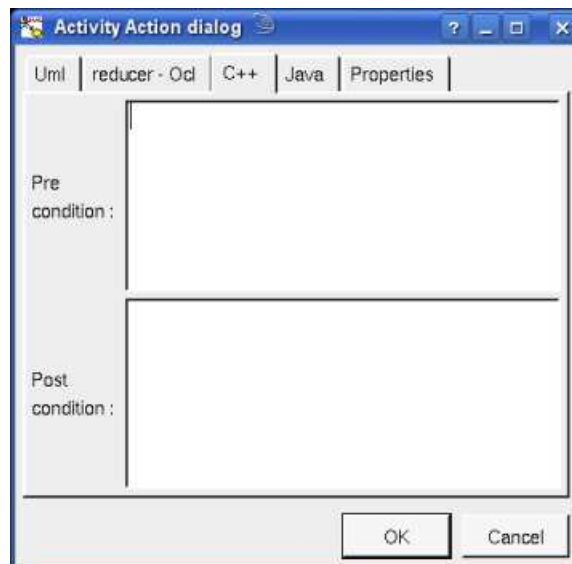 Activity Action dialog
Uml reducer - Ocl C++ Java Properties
Pre
condition :
Post
condition :
OK Cancel